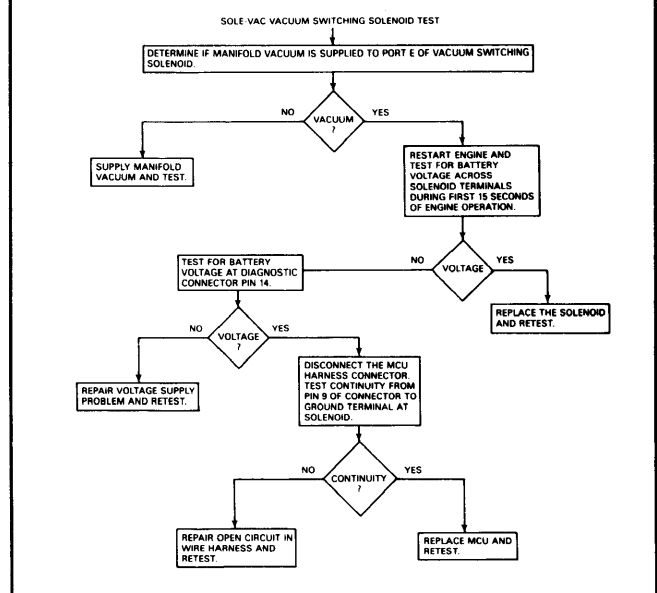 SOLE-VAC VACUUM SWITCHING SOLENOID TEST
DETERMINE IF MANIFOLD VACUUM IS SUPPLIED TO PORT E OF VACUUM SWITCHING
SOLENOID.
NO
VACUUM
?
YES
SUPPLY MANIFOLD
VACUUM AND TEST.
RESTART ENGINE AND
TEST FOR BATTERY
VOLTAGE ACROSS
SOLENOID TERMINALS
DURING FIRST 15 SECONDS
OF ENGINE OPERATION.
NO
VOLTAGE
YES
TEST FOR BATTERY
VOLTAGE AT DIAGNOSTIC
CONNECTOR PIN 14.
REPLACE THE SOLENOID
AND RETEST.
NO
VOLTAGE
?
YES
REPAIR VOLTAGE SUPPLY
PROBLEM AND RETEST.
DISCONNECT THE MCU
HARNESS CONNECTOR.
TEST CONTINUITY FROM
PIN 9 OF CONNECTOR TO
GROUND TERMINAL AT
SOLENOID.
NO
CONTINUITY
?
YES
REPAIR OPEN CIRCUIT IN
WIRE HARNESS AND
RETEST.
REPLACE MCU AND
RETEST.